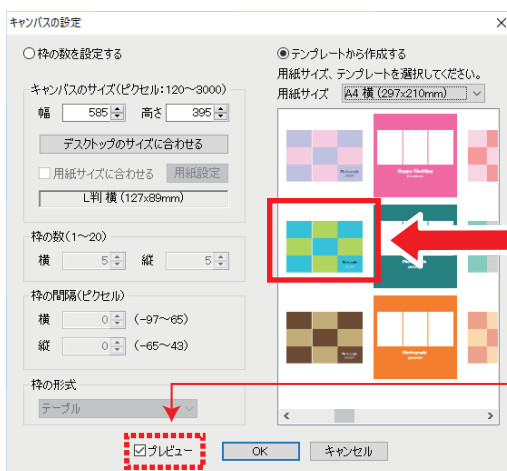 キャンバスの設定
枠の数を設定する
キャンバスのサイズ(ピクセル:120～3000)
幅 585 高さ 395
デスクトップのサイズに合わせる
用紙サイズに合わせる 用紙設定
L判 横 (127x89mm)
枠の数(1～20)
横 5 縦 5
枠の間隔(ピクセル)
横 0 (-97～65)
縦 0 (-65～43)
枠の形式
テーブル
テンプレートから作成する
用紙サイズ、テンプレートを選択してください。
用紙サイズ A4 横 (297x210mm)
Happy Wedding
プレビュー OK キャンセル